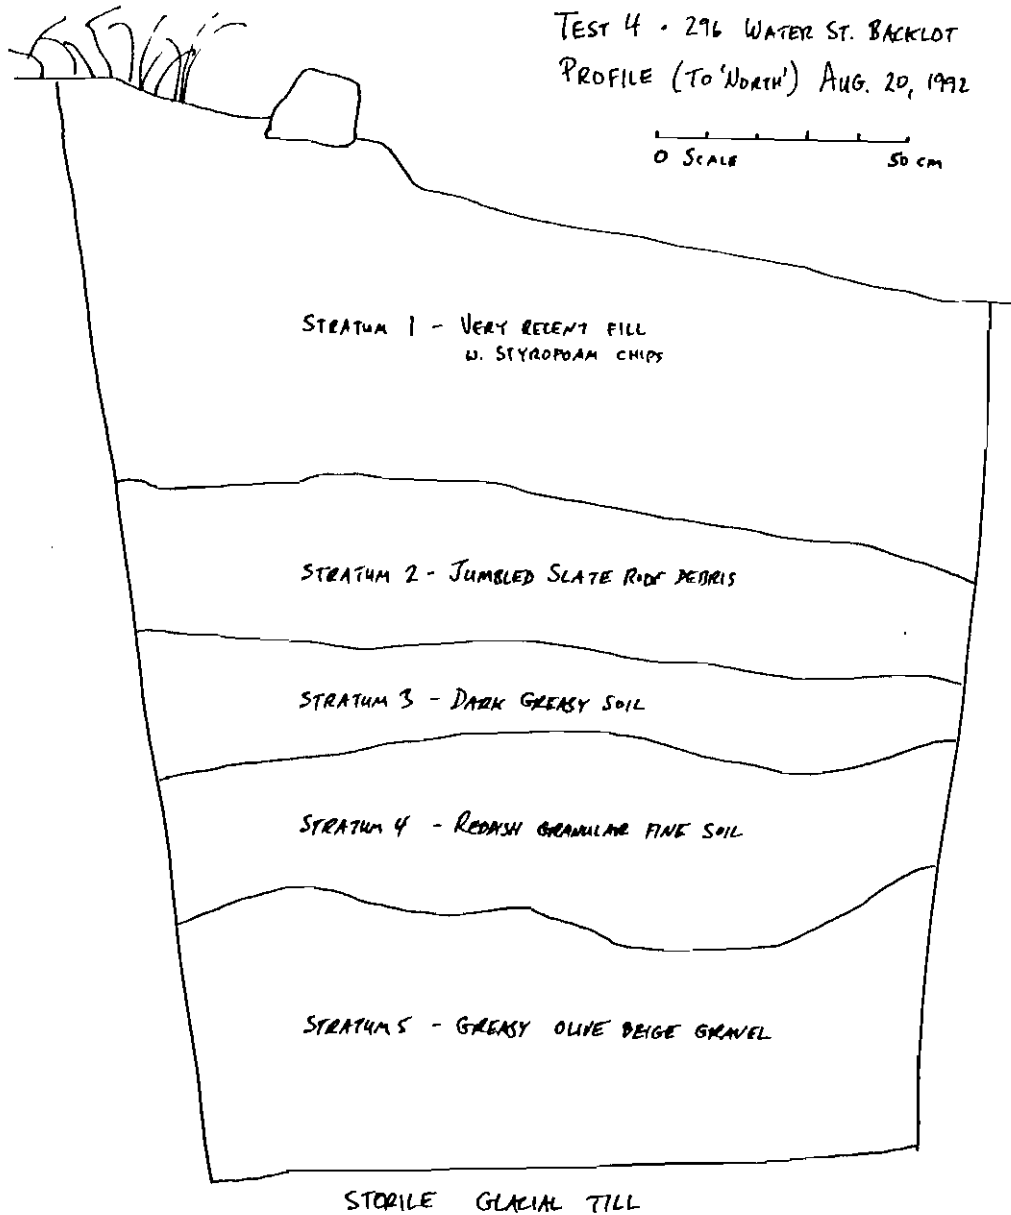 TEST 4 · 296 WATER ST. BACKLOT
PROFILE (TO 'NORTH') AUG. 20, 1992
0 SCALE 50 cm
STRATUM 1 - VERY RECENT FILL
W. STYROFOAM CHIPS
STRATUM 2 - JUMBLED SLATE ROOF DEBRIS
STRATUM 3 - DARK GREASY SOIL
STRATUM 4 - REDDISH GRANULAR FINE SOIL
STRATUM 5 - GREASY OLIVE BEIGE GRAVEL
STORILE GLACIAL TILL